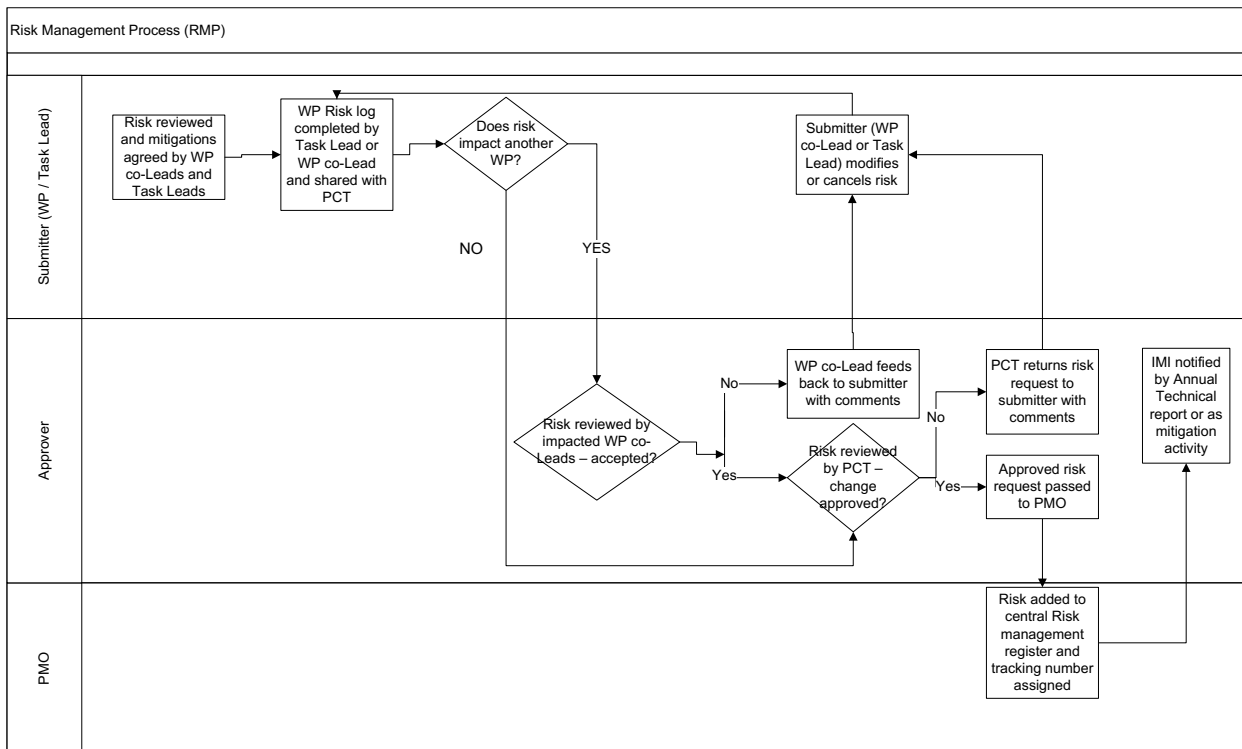 Risk Management Process (RMP)
Submitter (WP / Task Lead)
Risk reviewed
and mitigations
agreed by WP
co-Leads and
Task Leads
WP Risk log
completed by
Task Lead or
WP co-Lead
and shared with
PCT
Does risk
impact another
WP?
Submitter (WP
co-Lead or Task
Lead) modifies
or cancels risk
NO
YES
Approver
Risk reviewed by
impacted WP co-
Leads – accepted?
No
Yes
WP co-Lead feeds
back to submitter
with comments
Risk reviewed
by PCT –
change
approved?
No
Yes
PCT returns risk
request to
submitter with
comments
Approved risk
request passed
to PMO
IMI notified
by Annual
Technical
report or as
mitigation
activity
PMO
Risk added to
central Risk
management
register and
tracking number
assigned